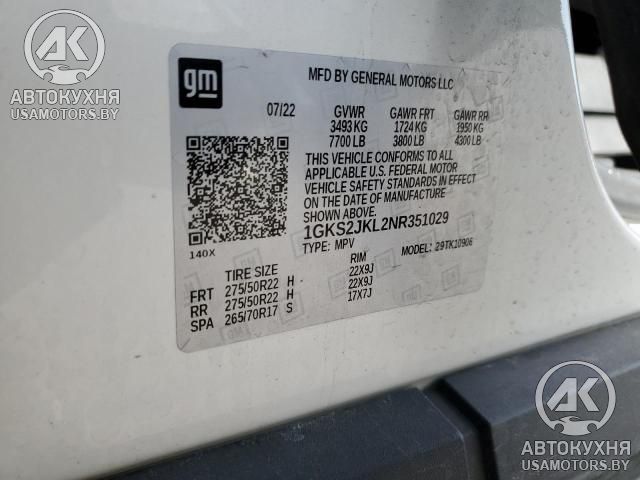 AK
АВТОКУХНЯ
USAMOTORS.BY
gm
MFD BY GENERAL MOTORS LLC
07/22 GVWR GAWR FRT GAWR RR
3493 KG 1724 KG 1950 KG
7700 LB 3800 LB 4300 LB
THIS VEHICLE CONFORMS TO ALL
APPLICABLE U.S. FEDERAL MOTOR
VEHICLE SAFETY STANDARDS IN EFFECT
ON THE DATE OF MANUFACTURE
SHOWN ABOVE.
1GKS2JKL2NR351029
140X TYPE: MPV MODEL: 29TK10906
TIRE SIZE RIM
FRT 275/50R22 H 22X9J
RR 275/50R22 H 22X9J
SPA 265/70R17 S 17X7J
AK
АВТОКУХНЯ
USAMOTORS.BY